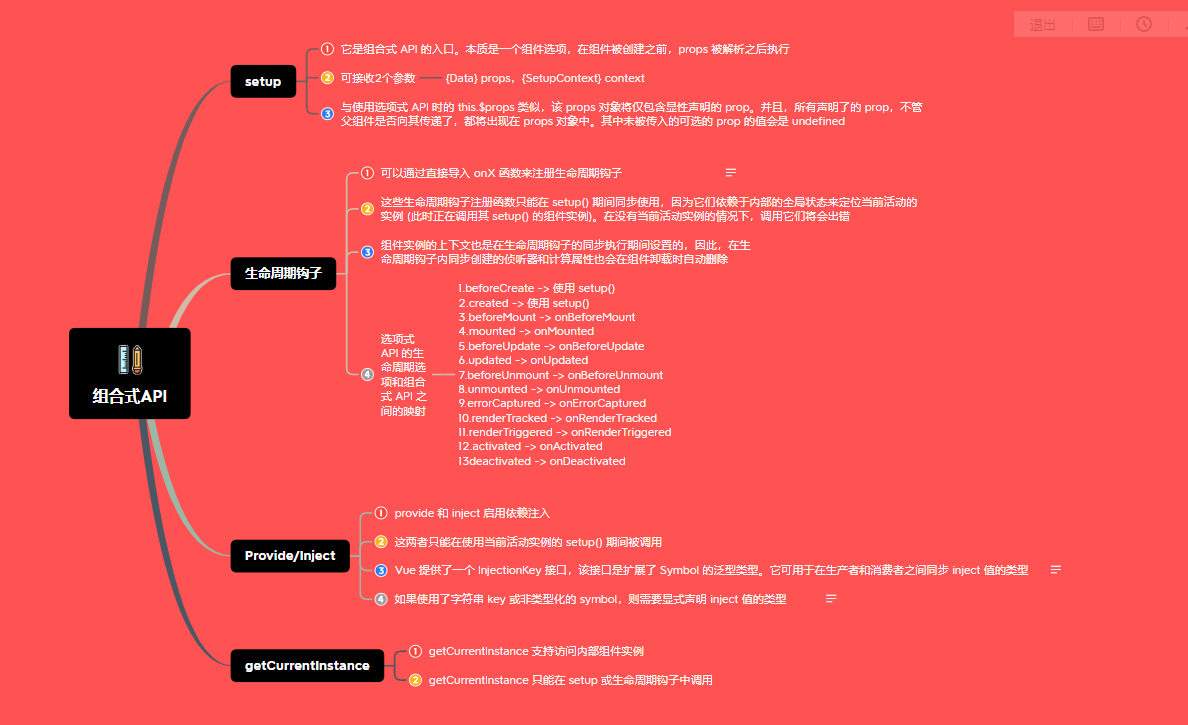 退出
组合式API
setup
1 它是组合式 API 的入口。本质是一个组件选项，在组件被创建之前，props 被解析之后执行
2 可接收2个参数
{Data} props，{SetupContext} context
3 与使用选项式 API 时的 this.$props 类似，该 props 对象将仅包含显性声明的 prop。并且，所有声明了的 prop，不管
父组件是否向其传递了，都将出现在 props 对象中。其中未被传入的可选的 prop 的值会是 undefined
生命周期钩子
1 可以通过直接导入 onX 函数来注册生命周期钩子
2 这些生命周期钩子注册函数只能在 setup() 期间同步使用，因为它们依赖于内部的全局状态来定位当前活动的
实例 (此时正在调用其 setup() 的组件实例)。在没有当前活动实例的情况下，调用它们将会出错
3 组件实例的上下文也是在生命周期钩子的同步执行期间设置的，因此，在生
命周期钩子内同步创建的侦听器和计算属性也会在组件卸载时自动删除
4 选项式
API 的生
命周期选
项和组合
式 API 之
间的映射
1.beforeCreate -> 使用 setup()
2.created -> 使用 setup()
3.beforeMount -> onBeforeMount
4.mounted -> onMounted
5.beforeUpdate -> onBeforeUpdate
6.updated -> onUpdated
7.beforeUnmount -> onBeforeUnmount
8.unmounted -> onUnmounted
9.errorCaptured -> onErrorCaptured
10.renderTracked -> onRenderTracked
11.renderTriggered -> onRenderTriggered
12.activated -> onActivated
13deactivated -> onDeactivated
Provide/Inject
1 provide 和 inject 启用依赖注入
2 这两者只能在使用当前活动实例的 setup() 期间被调用
3 Vue 提供了一个 InjectionKey 接口，该接口是扩展了 Symbol 的泛型类型。它可用于在生产者和消费者之间同步 inject 值的类型
4 如果使用了字符串 key 或非类型化的 symbol，则需要显式声明 inject 值的类型
getCurrentInstance
1 getCurrentInstance 支持访问内部组件实例
2 getCurrentInstance 只能在 setup 或生命周期钩子中调用